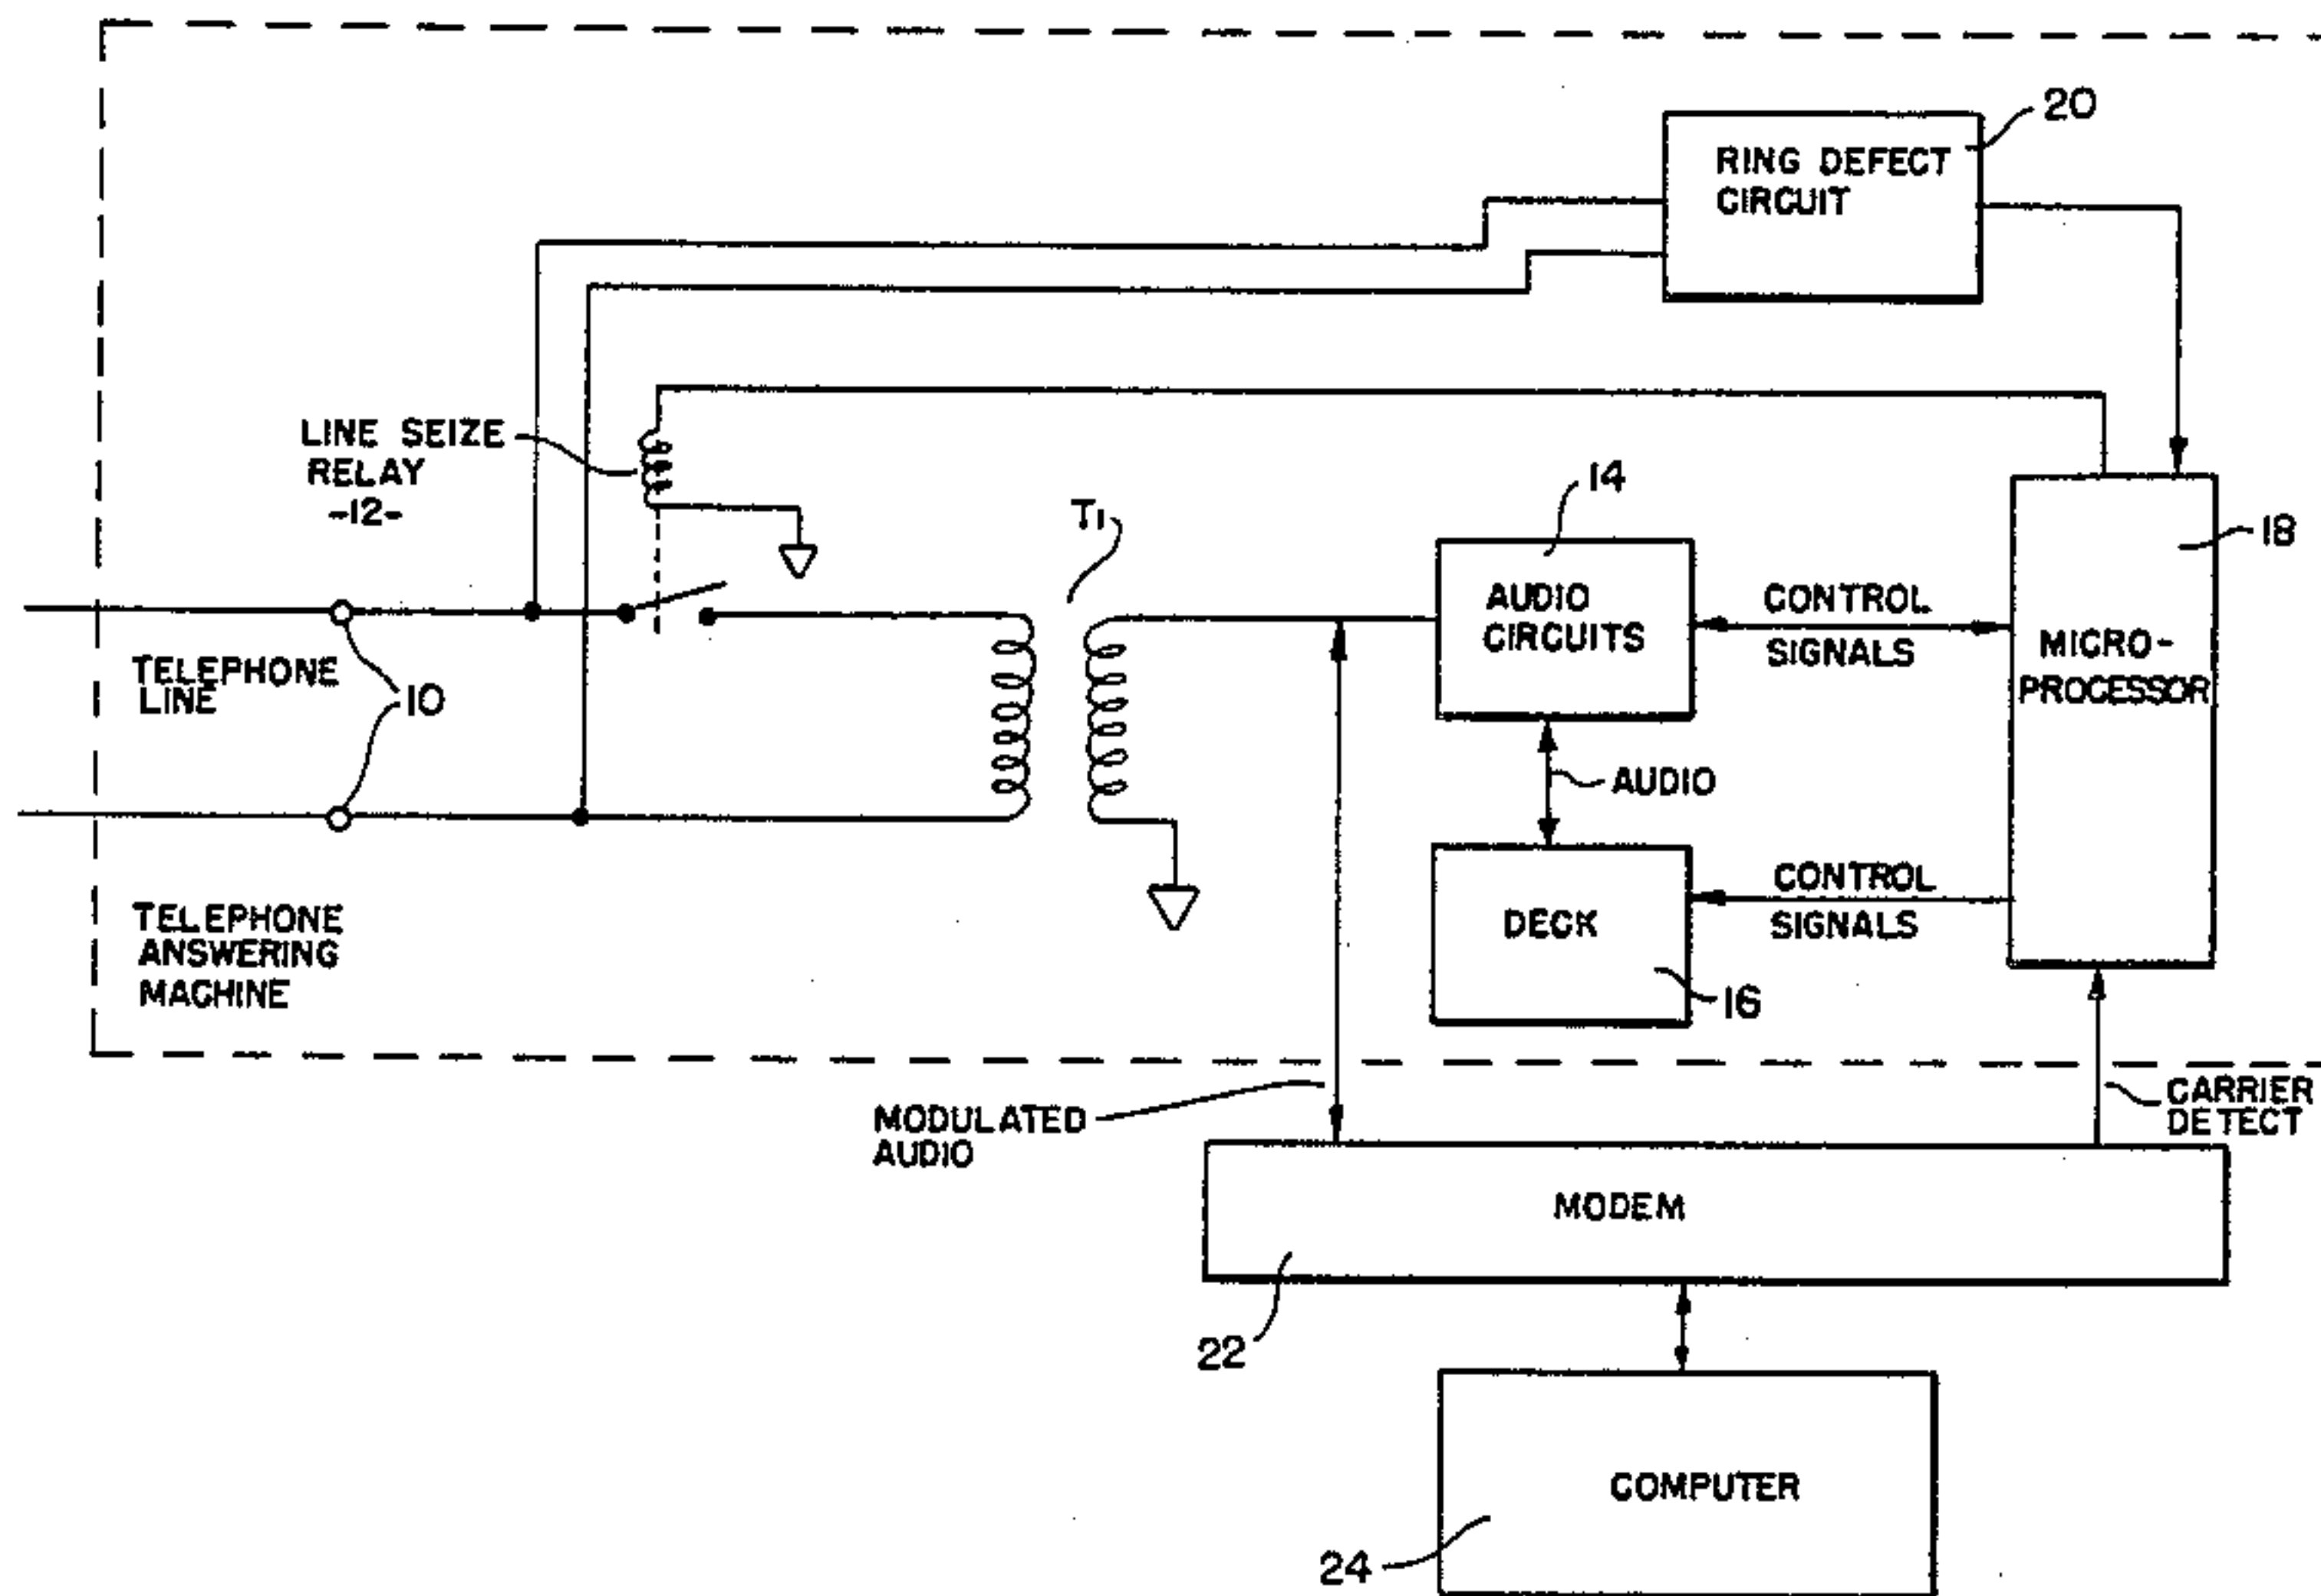 20
RING DEFECT
CIRCUIT
LINE SEIZE
RELAY
-12-
T1
14
18
AUDIO
CIRCUITS
CONTROL
SIGNALS
MICRO-
PROCESSOR
TELEPHONE
LINE
10
AUDIO
DECK
CONTROL
SIGNALS
16
TELEPHONE
ANSWERING
MACHINE
MODULATED
AUDIO
CARRIER
DETECT
MODEM
22
COMPUTER
24